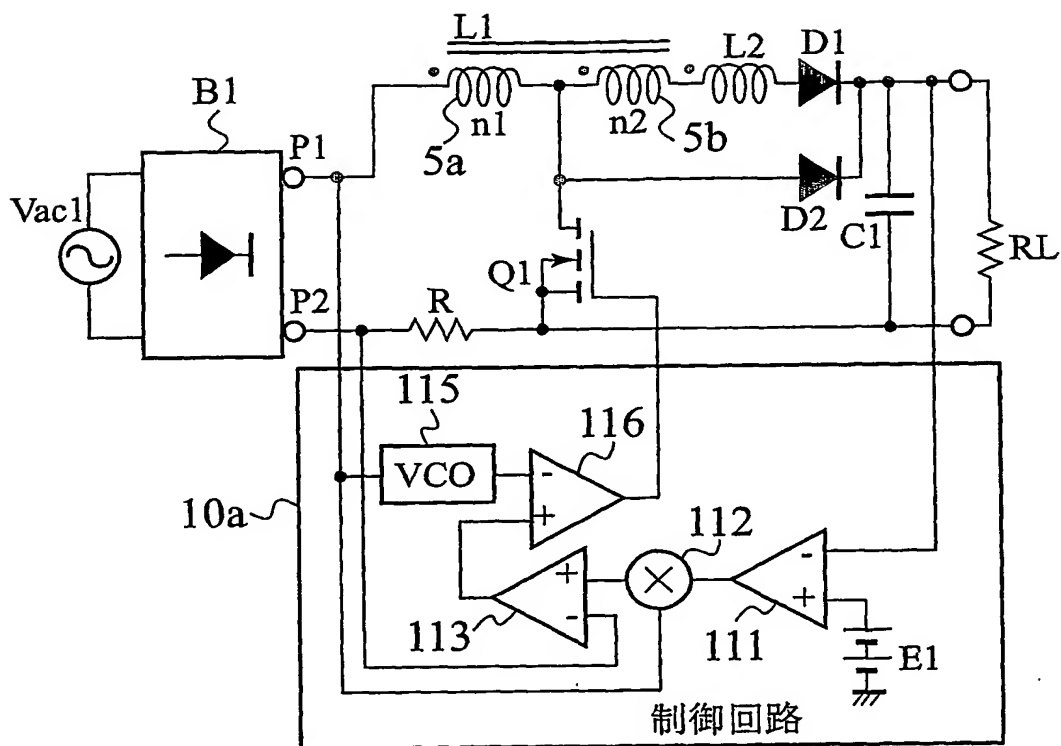 L1
L2
D1
B1
n1
n2
P1
5a
5b
Vac1
D2
C1
RL
Q1
P2
R
115
116
VCO
-
+
10a
112
+
-
-
+
113
111
E1
制御回路